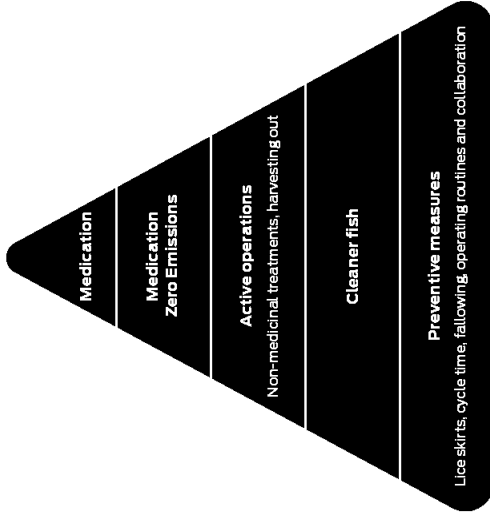 Medication
Medication
Zero Emissions
Active operations
Non-medicinal treatments, harvesting out
Cleaner fish
Preventive measures
Lice skirts, cycle time, fallowing, operating routines and collaboration